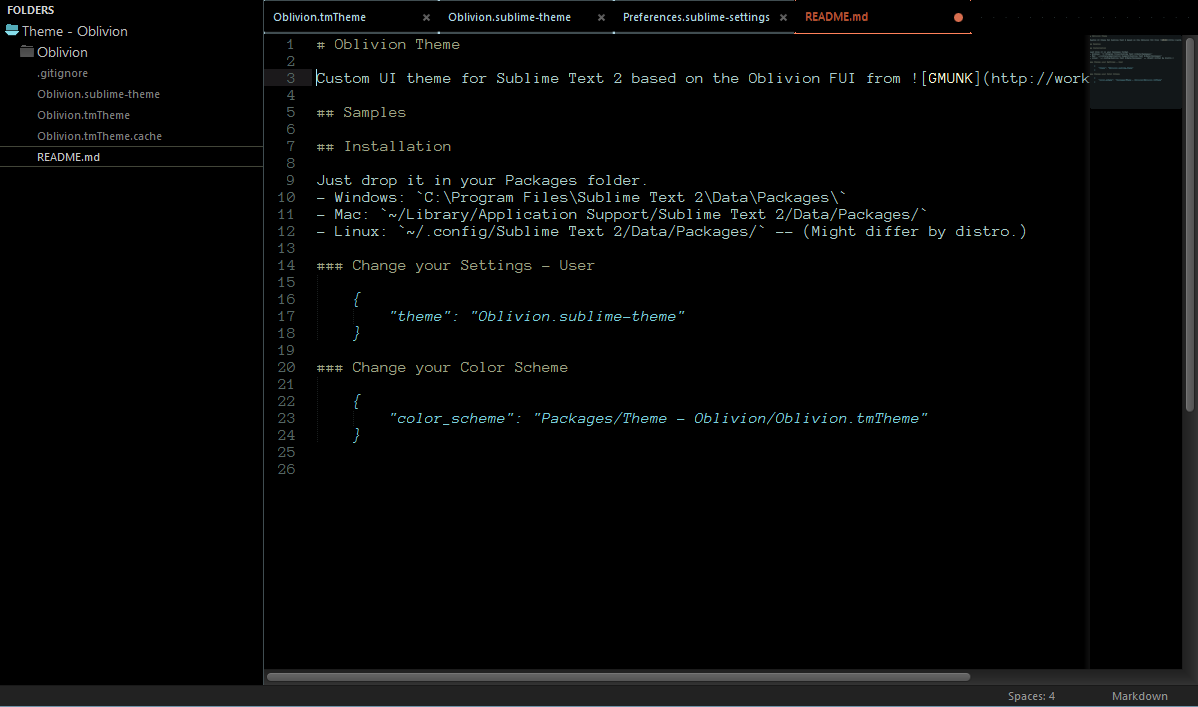 FOLDERS
Theme - Oblivion
Oblivion
.gitignore
Oblivion.sublime-theme
Oblivion.tmTheme
Oblivion.tmTheme.cache
README.md
Oblivion.tmTheme × Oblivion.sublime-theme × Preferences.sublime-settings × README.md
1 # Oblivion Theme
2
3 Custom UI theme for Sublime Text 2 based on the Oblivion FUI from ![GMUNK](http://work
4
5 ## Samples
6
7 ## Installation
8
9 Just drop it in your Packages folder.
10 - Windows: `C:\Program Files\Sublime Text 2\Data\Packages\`
11 - Mac: `~/Library/Application Support/Sublime Text 2/Data/Packages/`
12 - Linux: `~/.config/Sublime Text 2/Data/Packages/` -- (Might differ by distro.)
13
14 ### Change your Settings - User
15
16 {
17 "theme": "Oblivion.sublime-theme"
18 }
19
20 ### Change your Color Scheme
21
22 {
23 "color_scheme": "Packages/Theme - Oblivion/Oblivion.tmTheme"
24 }
25
26
Spaces: 4 Markdown